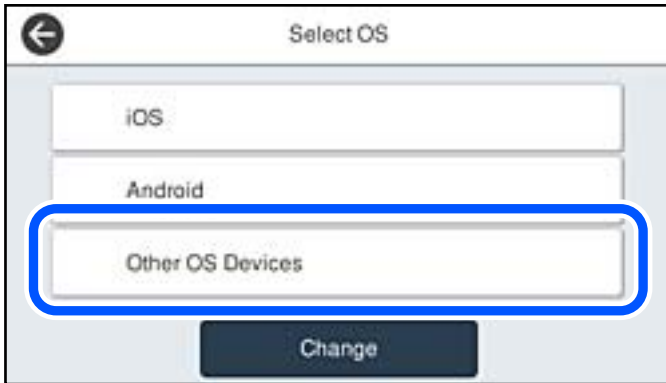 Select OS
iOS
Android
Other OS Devices
Change